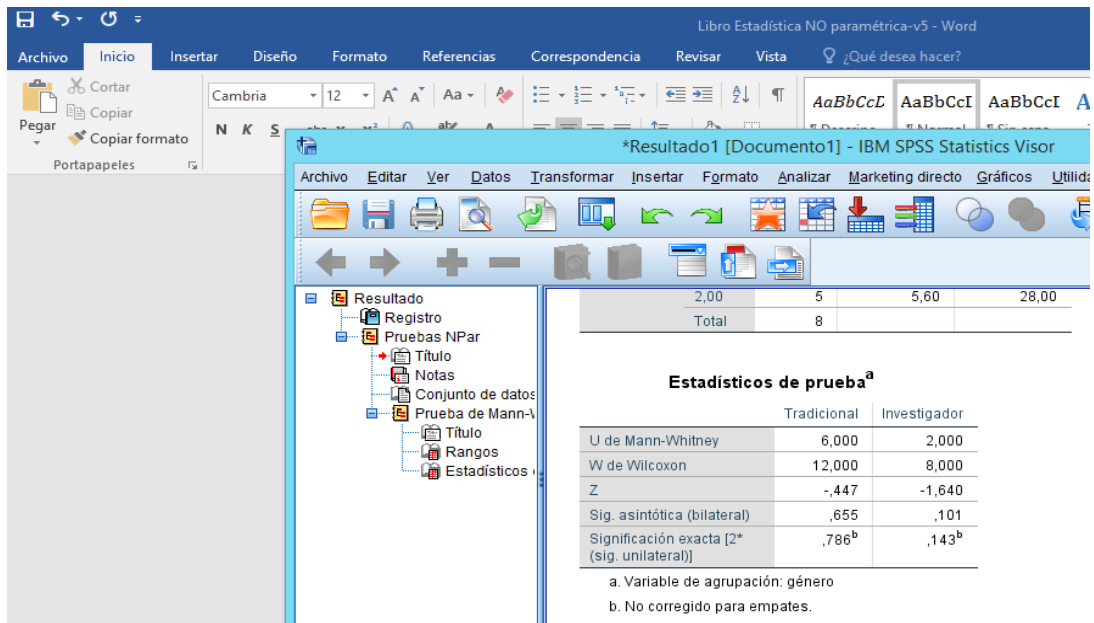 Libro Estadística NO paramétrica-v5 - Word
Archivo Inicio Insertar Diseño Formato Referencias Correspondencia Revisar Vista ¿Qué desea hacer?
Pegar
Cortar
Copiar
Copiar formato
Portapapeles
Cambria 12 Aa
N K S
AaBbCcD AaBbCcI AaBbCcI
*Resultado1 [Documento1] - IBM SPSS Statistics Visor
Archivo Editar Ver Datos Transformar Insertar Formato Analizar Marketing directo Gráficos
Resultado
Registro
Pruebas NPar
Título
Notas
Conjunto de datos
Prueba de Mann-
Título
Rangos
Estadísticos
2,00 5 5,60 28,00
Total 8
Estadísticos de prueba^a
Tradicional Investigador
U de Mann-Whitney 6,000 2,000
W de Wilcoxon 12,000 8,000
Z -,447 -1,640
Sig. asintótica (bilateral) ,655 ,101
Significación exacta [2* ,786^b ,143^b
(sig. unilateral)]
a. Variable de agrupación: género
b. No corregido para empates.